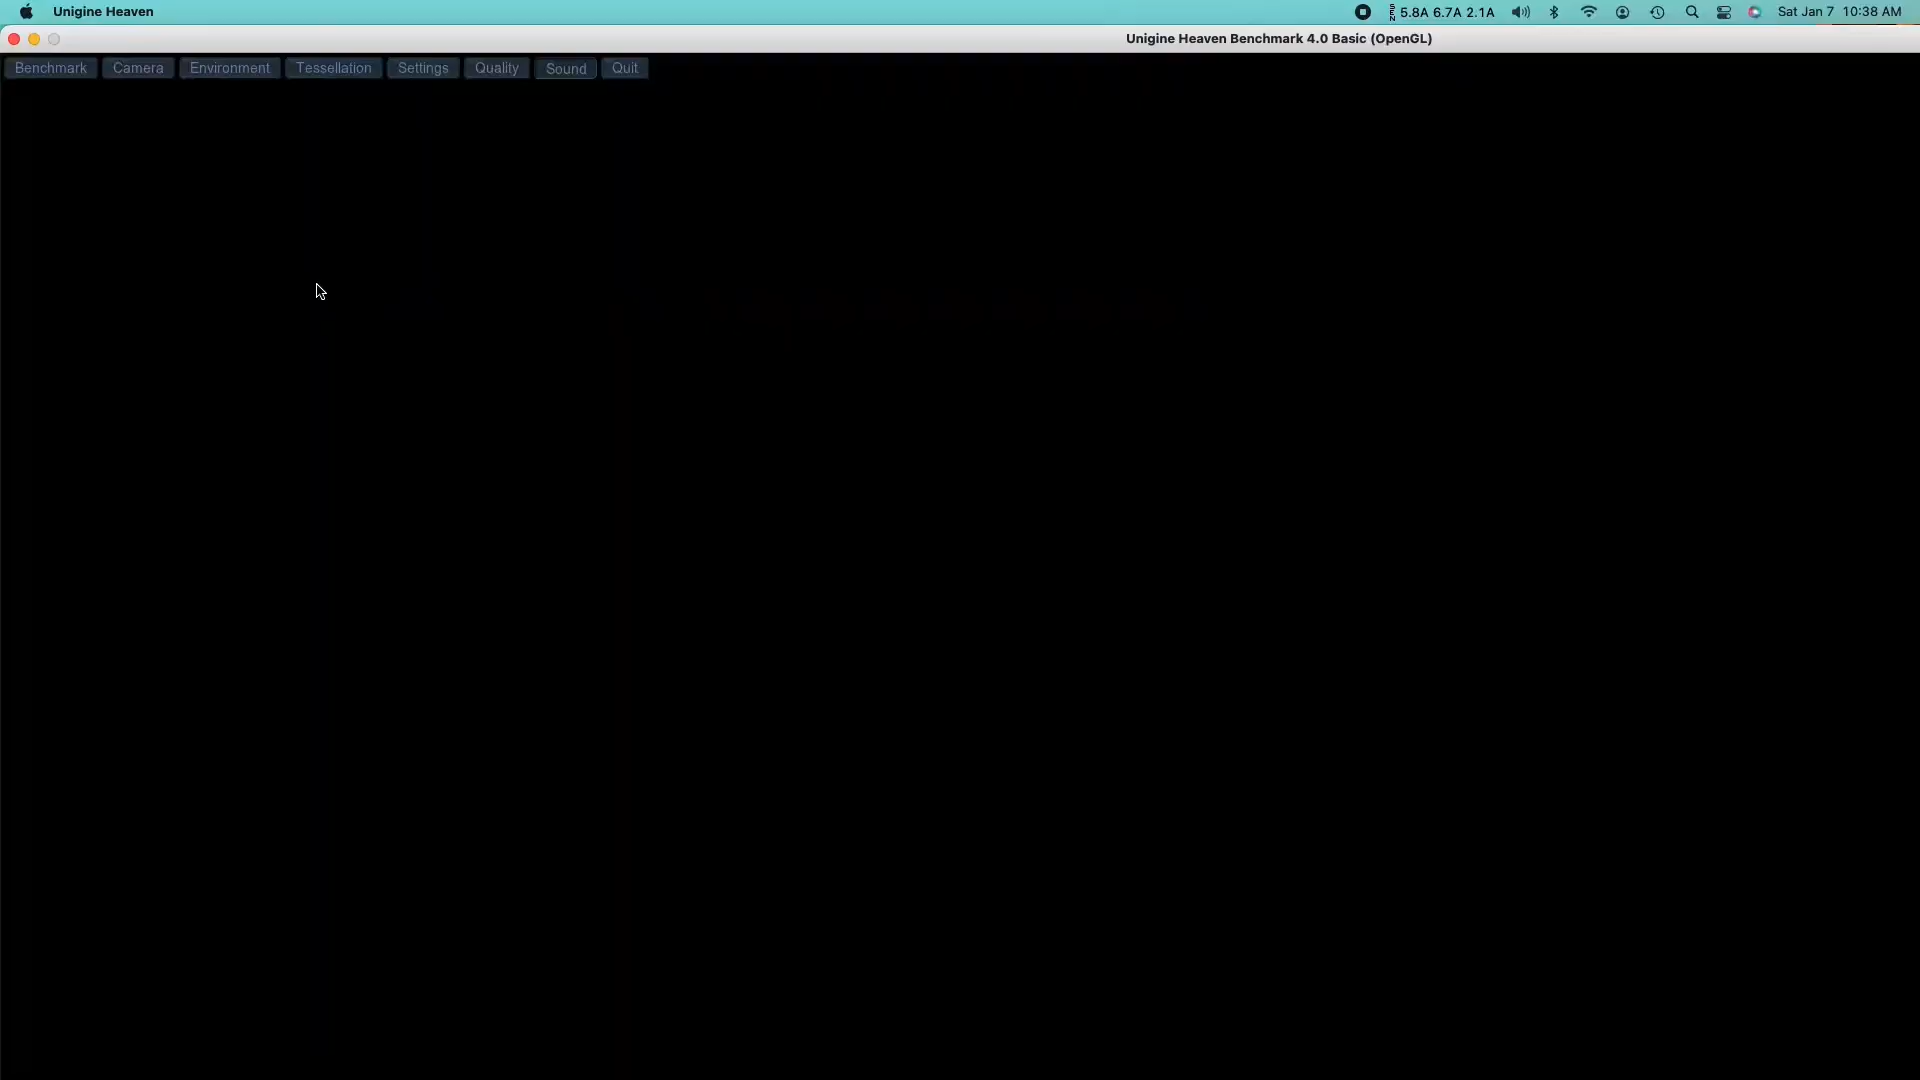 Unigine Heaven
SEN 5.8A 6.7A 2.1A
Sat Jan 7 10:38 AM
Unigine Heaven Benchmark 4.0 Basic (OpenGL)
Benchmark Camera Environment Tessellation Settings Quality Sound Quit